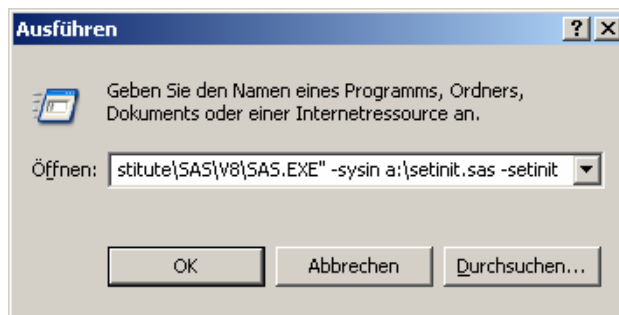 Ausführen
Geben Sie den Namen eines Programms, Ordners,
Dokuments oder einer Internetressource an.
Öffnen: stitute\SAS\V8\SAS.EXE" -sysin a:\setinit.sas -setinit
OK Abbrechen Durchsuchen...